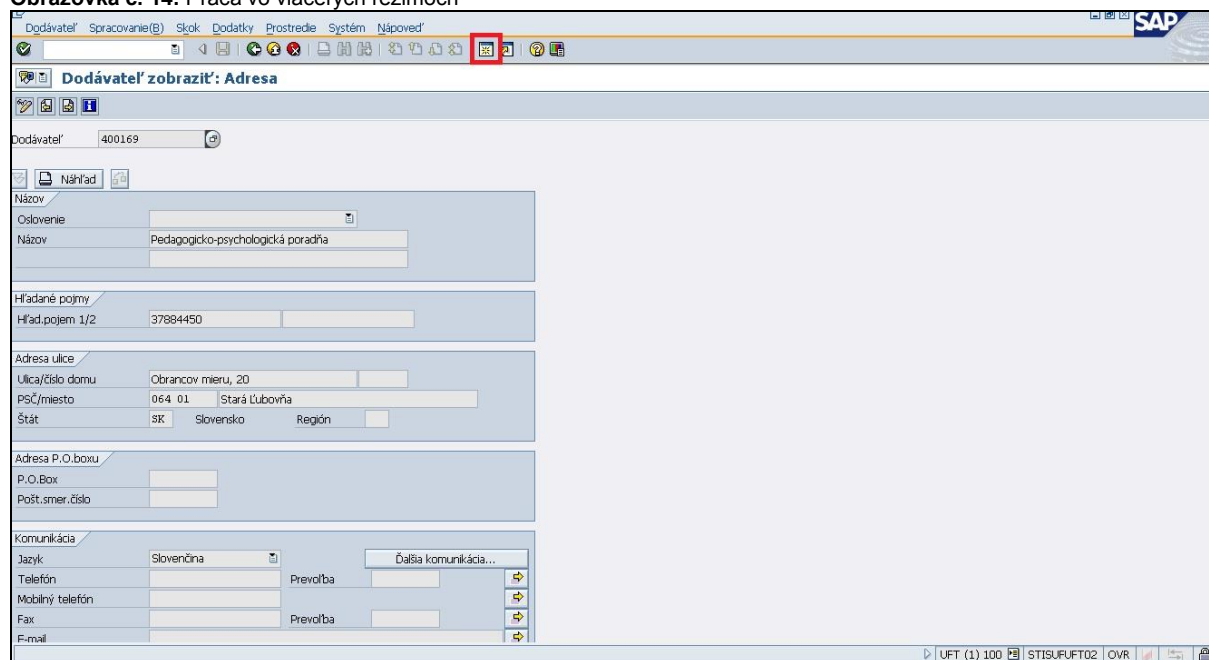 Obrazovka č. 14: Práca vo viacerých režimoch
Dodávateľ Spracovanie(B) Skok Dodatky Prostredie Systém Nápoveď
SAP
Dodávateľ zobraziť: Adresa
Dodávateľ 400169
Náhľad
Názov
Oslovenie
Názov Pedagogicko-psychologická poradňa
Hľadané pojmy
Hľad.pojem 1/2 37884450
Adresa ulice
Ulica/číslo domu Obrancov mieru, 20
PSČ/miesto 064 01 Stará Ľubovňa
Štát SK Slovensko Región
Adresa P.O.boxu
P.O.Box
Pošt.smer.číslo
Komunikácia
Jazyk Slovenčina Ďalšia komunikácia...
Telefón Prevoľba
Mobilný telefón
Fax Prevoľba
E-mail
UFT (1) 100 STISUFUFT02 OVR